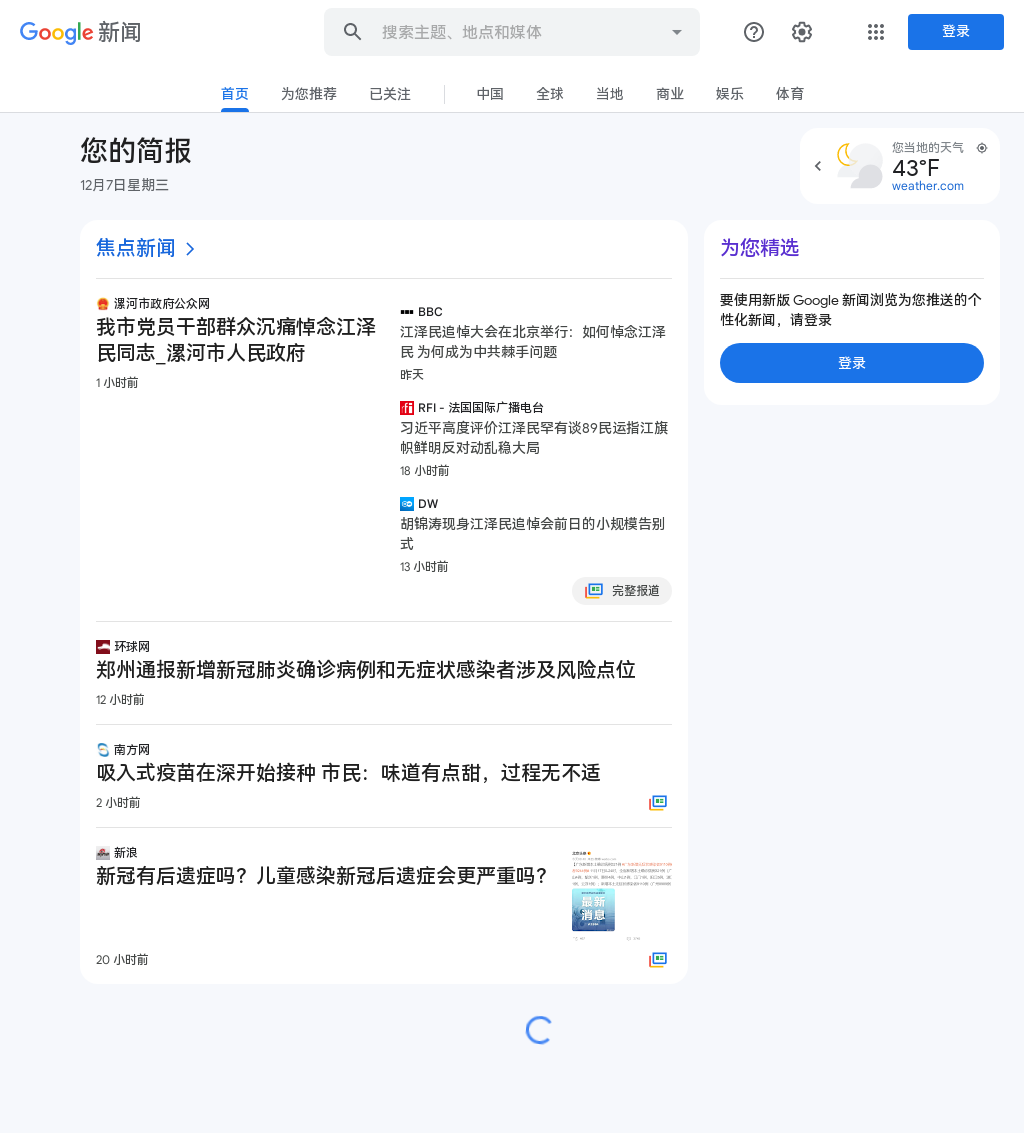 Google 新闻
搜索主题、地点和媒体
登录
首页
为您推荐
已关注
中国
全球
当地
商业
娱乐
体育
您的简报
12月7日星期三
您当地的天气
43°F
weather.com
焦点新闻
漯河市政府公众网
我市党员干部群众沉痛悼念江泽
民同志_漯河市人民政府
1 小时前
BBC
江泽民追悼大会在北京举行：如何悼念江泽
民 为何成为中共棘手问题
昨天
RFI - 法国国际广播电台
习近平高度评价江泽民罕有谈89民运指江旗
帜鲜明反对动乱稳大局
18 小时前
DW
胡锦涛现身江泽民追悼会前日的小规模告别
式
13 小时前
完整报道
环球网
郑州通报新增新冠肺炎确诊病例和无症状感染者涉及风险点位
12 小时前
南方网
吸入式疫苗在深开始接种 市民：味道有点甜，过程无不适
2 小时前
新浪
新冠有后遗症吗？儿童感染新冠后遗症会更严重吗？
最新
消息
20 小时前
为您精选
要使用新版 Google 新闻浏览为您推送的个
性化新闻，请登录
登录